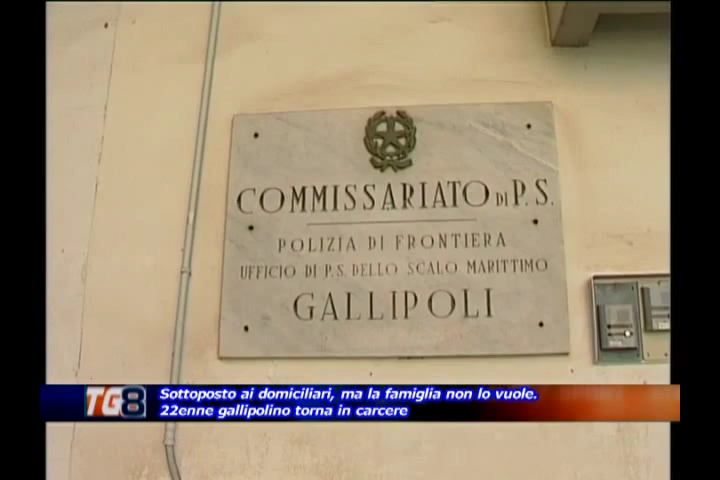 COMMISSARIATO DI P. S.
POLIZIA DI FRONTIERA
UFFICIO DI P. S. DELLO SCALO MARITTIMO
GALLIPOLI
TG8
Sottoposto ai domiciliari, ma la famiglia non lo vuole.
22enne gallipolino torna in carcere